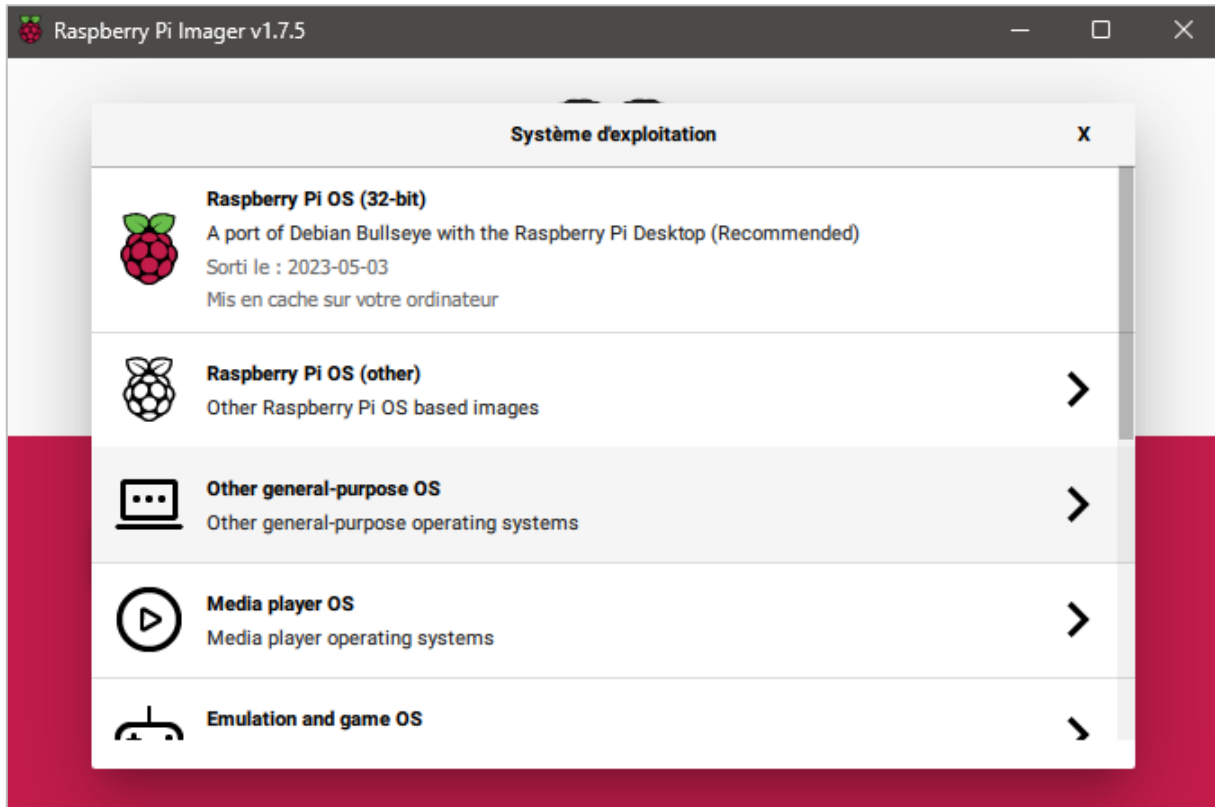 Raspberry Pi Imager v1.7.5
Système d'exploitation
X
Raspberry Pi OS (32-bit)
A port of Debian Bullseye with the Raspberry Pi Desktop (Recommended)
Sorti le : 2023-05-03
Mis en cache sur votre ordinateur
Raspberry Pi OS (other)
Other Raspberry Pi OS based images
Other general-purpose OS
Other general-purpose operating systems
Media player OS
Media player operating systems
Emulation and game OS